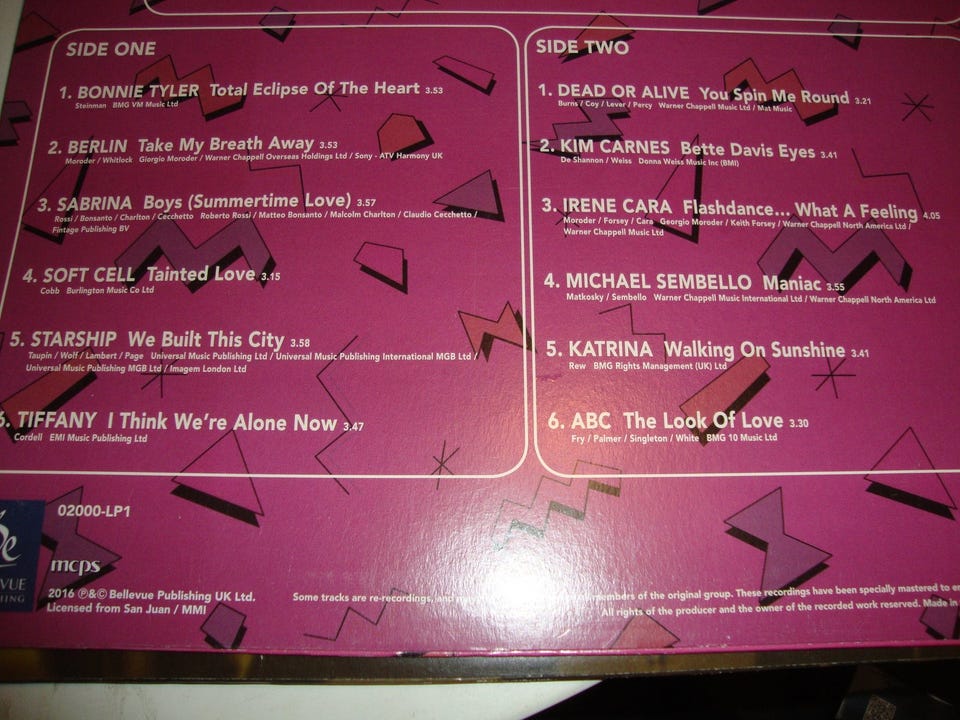 SIDE ONE
1. BONNIE TYLER Total Eclipse Of The Heart 3.53
Steinman BMG VM Music Ltd
2. BERLIN Take My Breath Away 3.53
Moroder / Whitlock Giorgio Moroder / Warner Chappell Overseas Holdings Ltd / Sony - ATV Harmony UK
3. SABRINA Boys (Summertime Love) 3.57
Rossi / Bonsanto / Charlton / Cecchetto Roberto Rossi / Matteo Bonsanto / Malcolm Charlton / Claudio Cecchetto /
Fintage Publishing BV
4. SOFT CELL Tainted Love 3.15
Cobb Burlington Music Co Ltd
5. STARSHIP We Built This City 3.58
Taupin / Wolf / Lambert / Page Universal Music Publishing Ltd / Universal Music Publishing International MGB Ltd /
Universal Music Publishing MGB Ltd / Imagem London Ltd
6. TIFFANY I Think We're Alone Now 3.47
Cordell EMI Music Publishing Ltd
SIDE TWO
1. DEAD OR ALIVE You Spin Me Round 3.21
Burns / Coy / Lever / Percy Warner Chappell Music Ltd / Mat Music
2. KIM CARNES Bette Davis Eyes 3.41
De Shannon / Weiss Donna Weiss Music Inc (BMI)
3. IRENE CARA Flashdance... What A Feeling 4.05
Moroder / Forsey / Cara Georgio Moroder / Keith Forsey / Warner Chappell North America Ltd /
Warner Chappell Music Ltd
4. MICHAEL SEMBELLO Maniac 3.55
Matkosky / Sembello Warner Chappell Music International Ltd / Warner Chappell North America Ltd
5. KATRINA Walking On Sunshine 3.41
Rew BMG Rights Management (UK) Ltd
6. ABC The Look Of Love 3.30
Fry / Palmer / Singleton / White BMG 10 Music Ltd
02000-LP1
mcps
2016 ℗&© Bellevue Publishing UK Ltd.
Licensed from San Juan / MMI
Some tracks are re-recordings, and may members of the original group. These recordings have been specially mastered to
All rights of the producer and the owner of the recorded work reserved. Made in